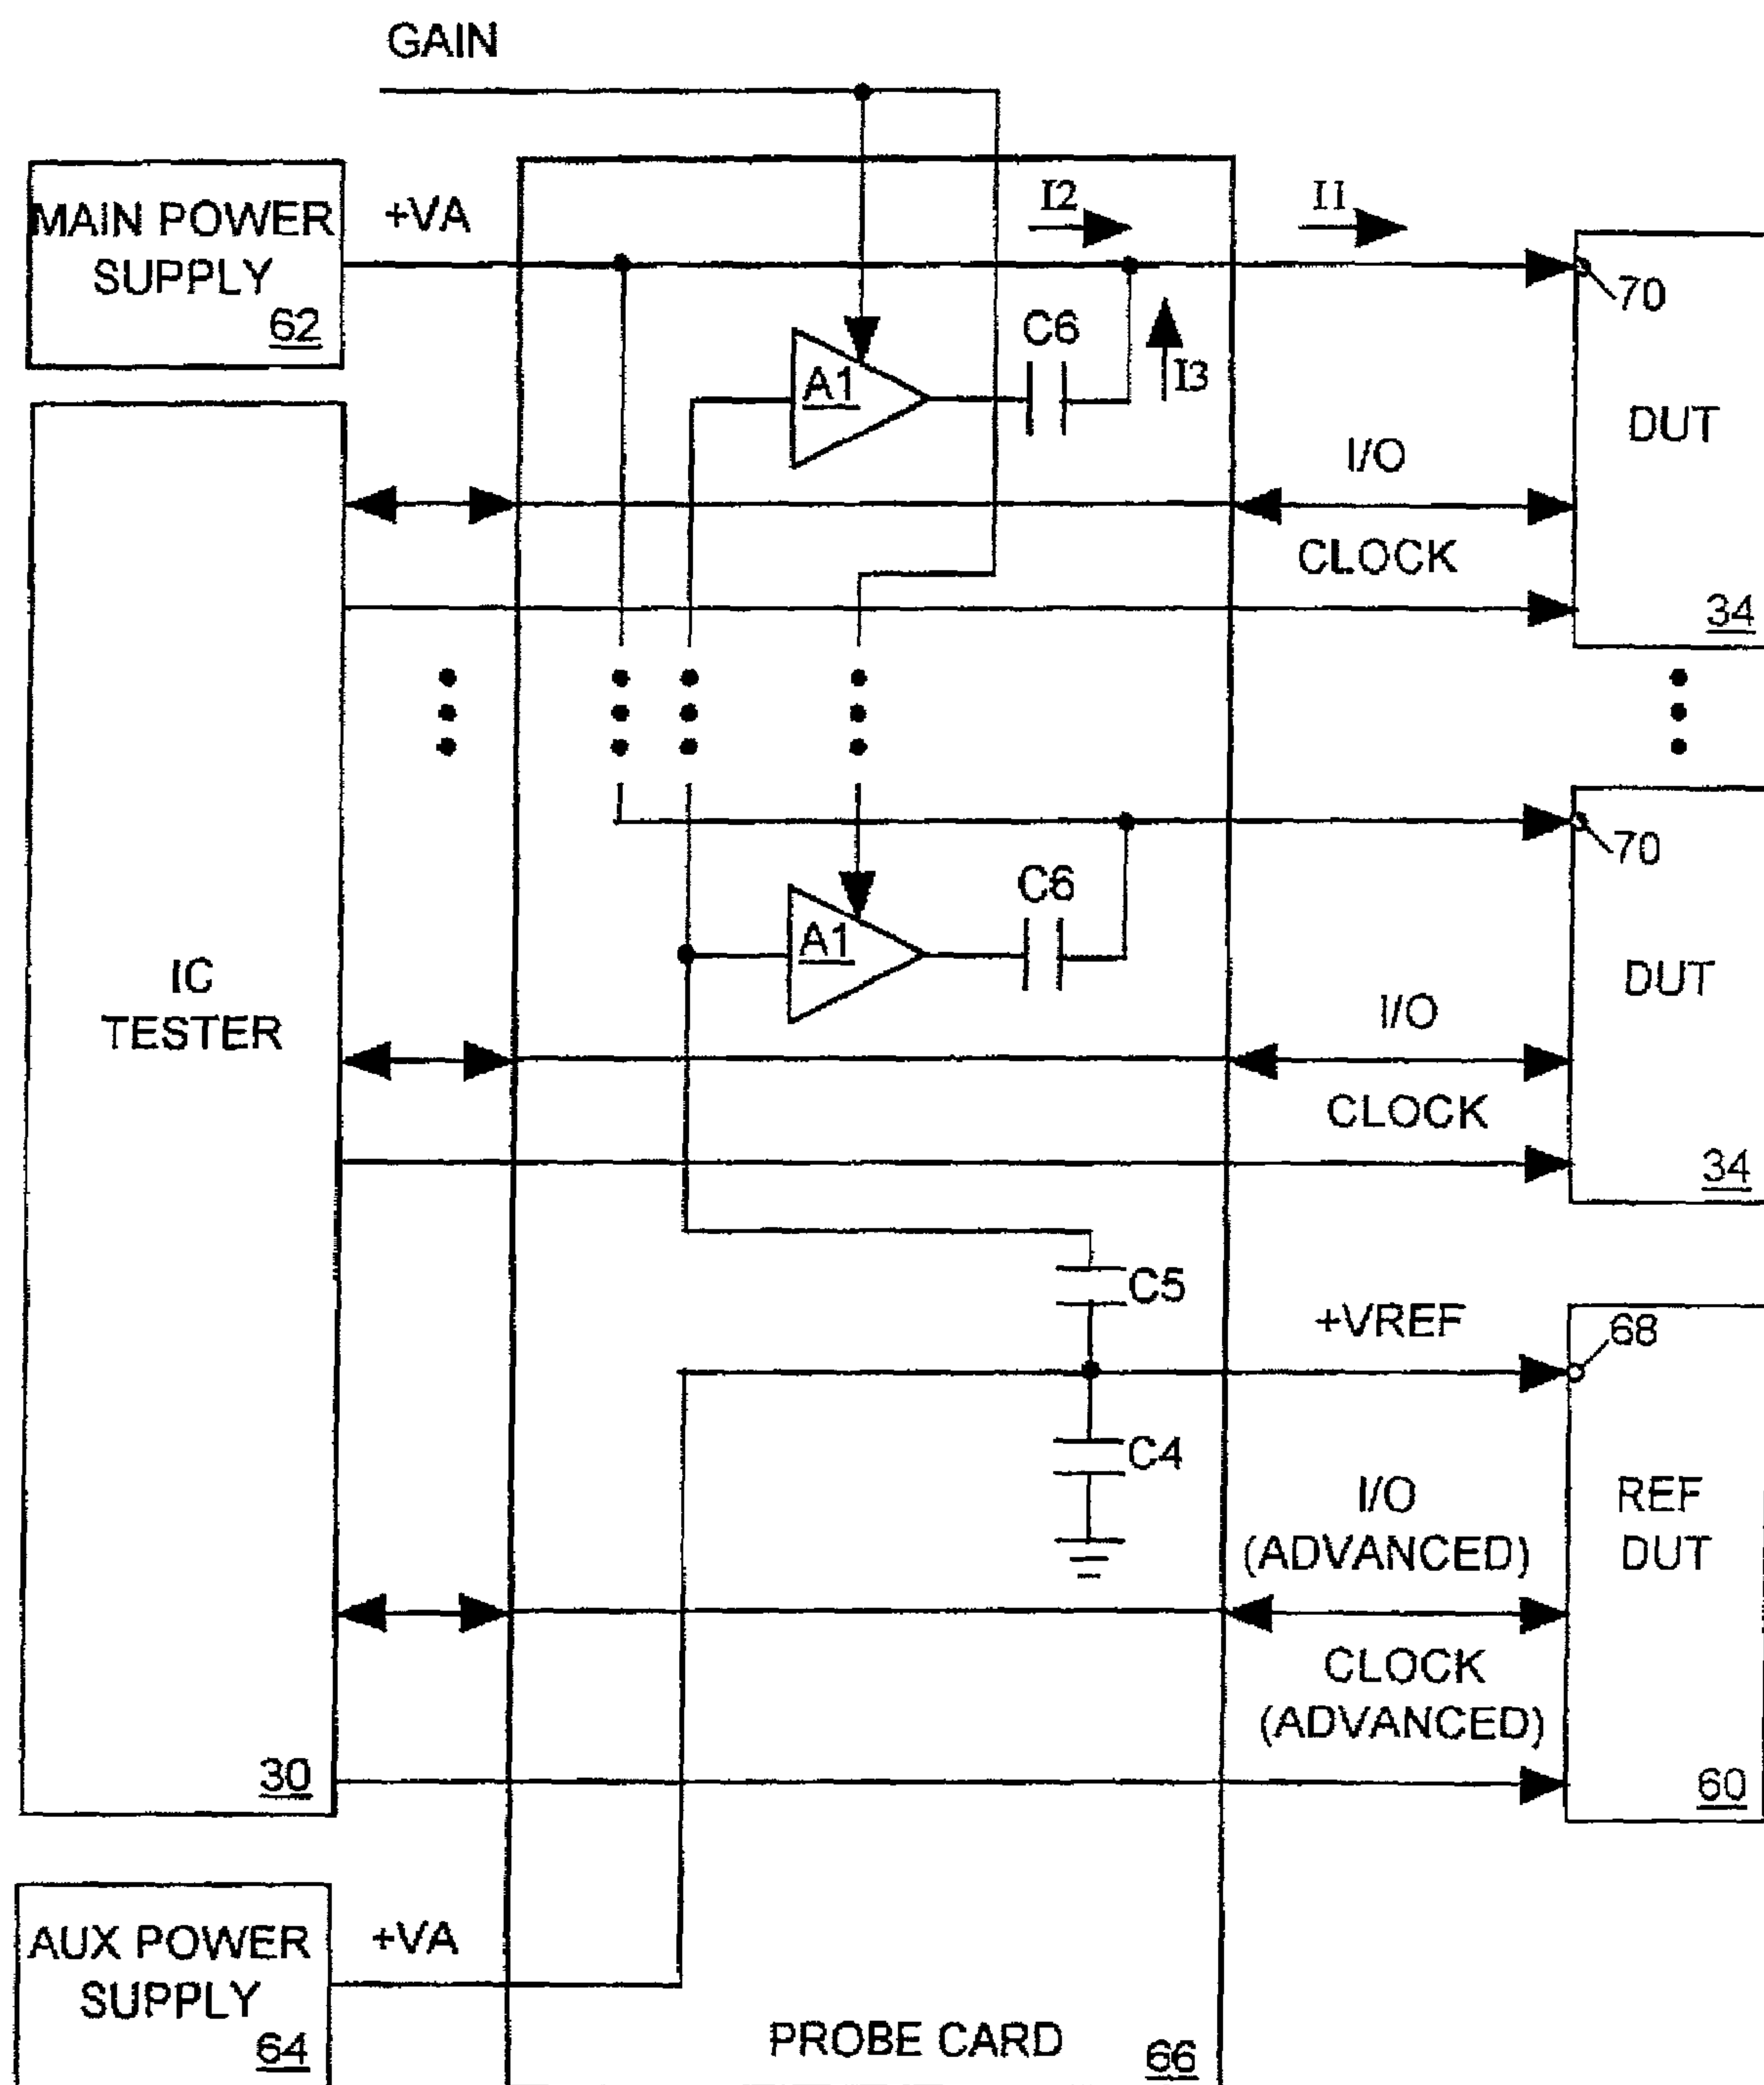 GAIN
MAIN POWER
SUPPLY
62
+VA
I2
I1
70
C6
A1
I3
DUT
I/O
CLOCK
34
70
C6
A1
IC
TESTER
DUT
I/O
CLOCK
34
C5
+VREF
68
C4
I/O
(ADVANCED)
REF
DUT
CLOCK
(ADVANCED)
30
60
AUX POWER
SUPPLY
64
+VA
PROBE CARD
66